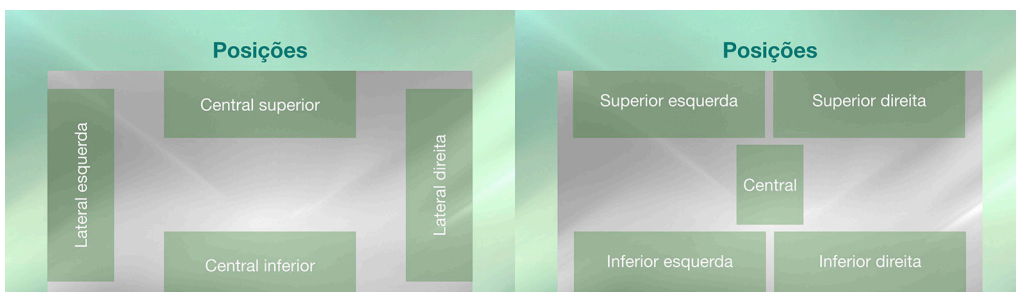 Posições
Central superior
Lateral esquerda
Lateral direita
Central inferior
Posições
Superior esquerda
Superior direita
Central
Inferior esquerda
Inferior direita